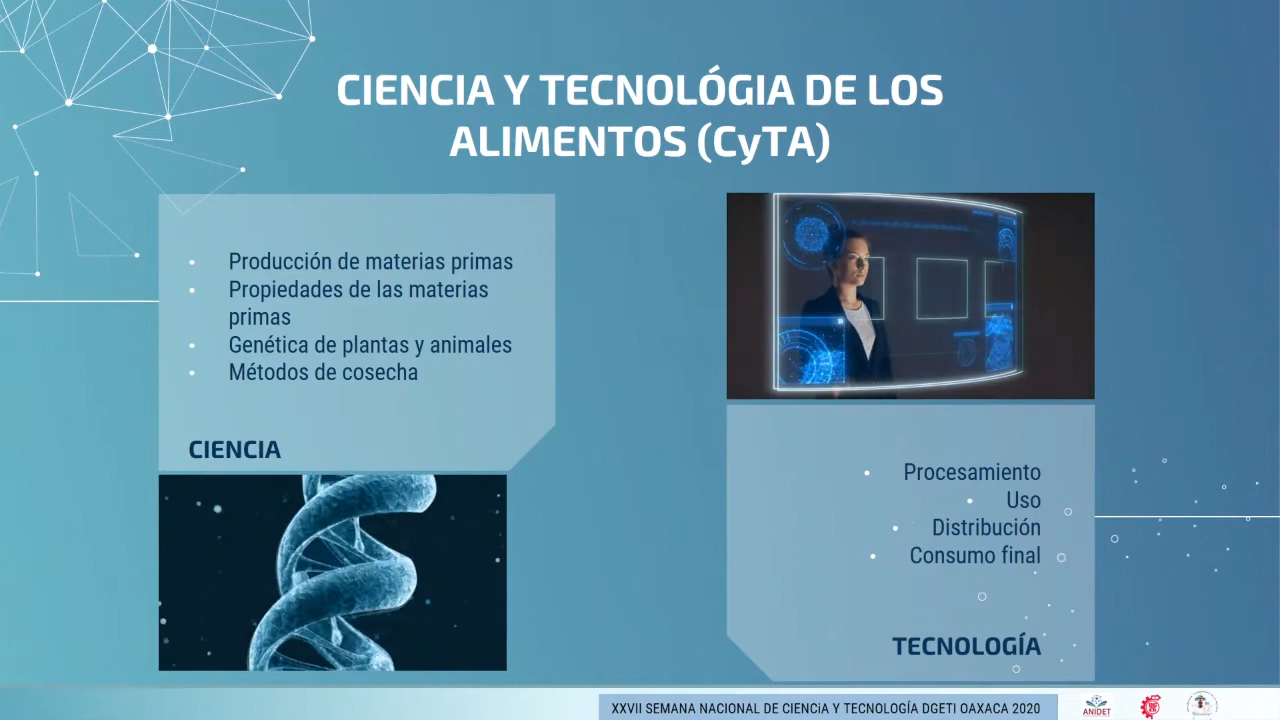 CIENCIA Y TECNOLÓGIA DE LOS
ALIMENTOS (CyTA)
• Producción de materias primas
• Propiedades de las materias
primas
• Genética de plantas y animales
• Métodos de cosecha
CIENCIA
• Procesamiento
• Uso
• Distribución
• Consumo final
TECNOLOGÍA
XXVII SEMANA NACIONAL DE CIENCiA Y TECNOLOGÍA DGETI OAXACA 2020
ANIDET